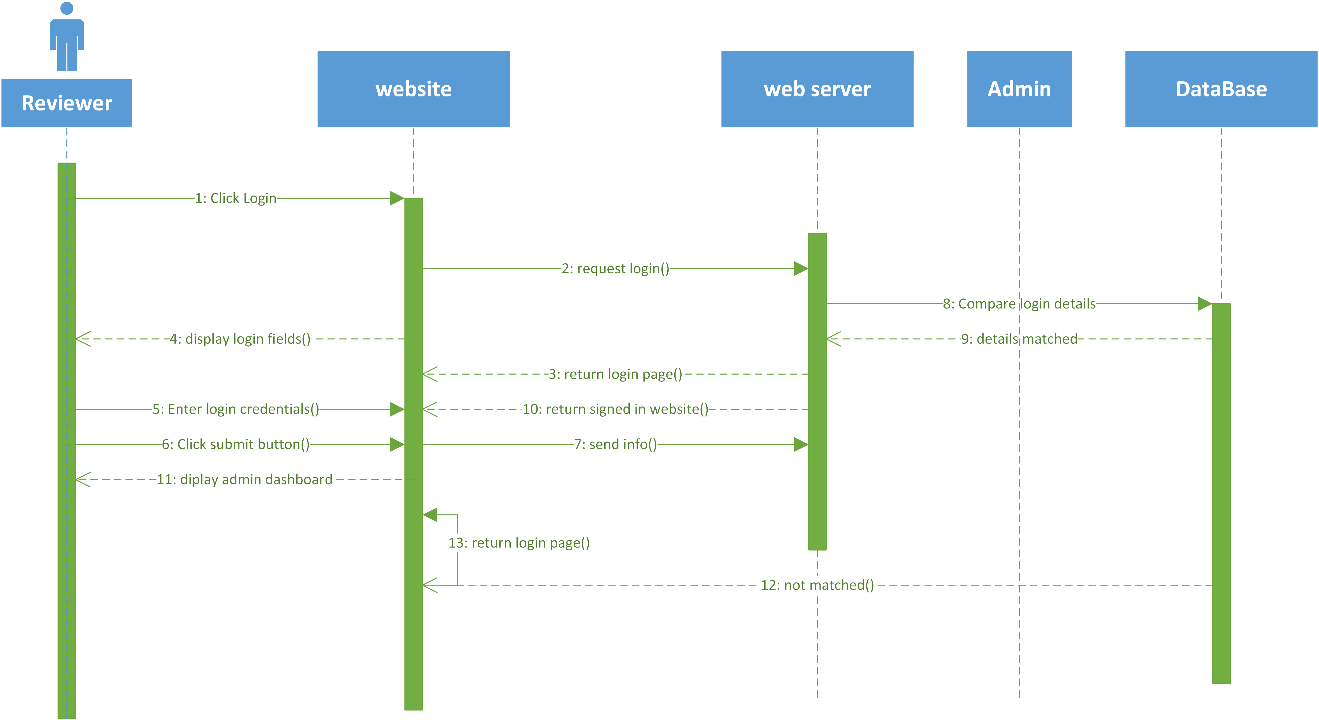 Reviewer
website
web server
Admin
DataBase
1: Click Login
2: request login()
8: Compare login details
4: display login fields()
9: details matched
3: return login page()
5: Enter login credentials()
10: return signed in website()
6: Click submit button()
7: send info()
11: diplay admin dashboard
13: return login page()
12: not matched()